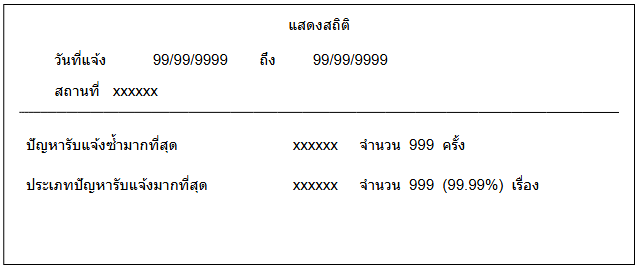 แสดงสถิติ
วันที่แจ้ง 99/99/9999 ถึง 99/99/9999
สถานที่ xxxxxx
ปัญหารับแจ้งซ้ำมากที่สุด xxxxxx จำนวน 999 ครั้ง
ประเภทปัญหารับแจ้งมากที่สุด xxxxxx จำนวน 999 (99.99%) เรื่อง